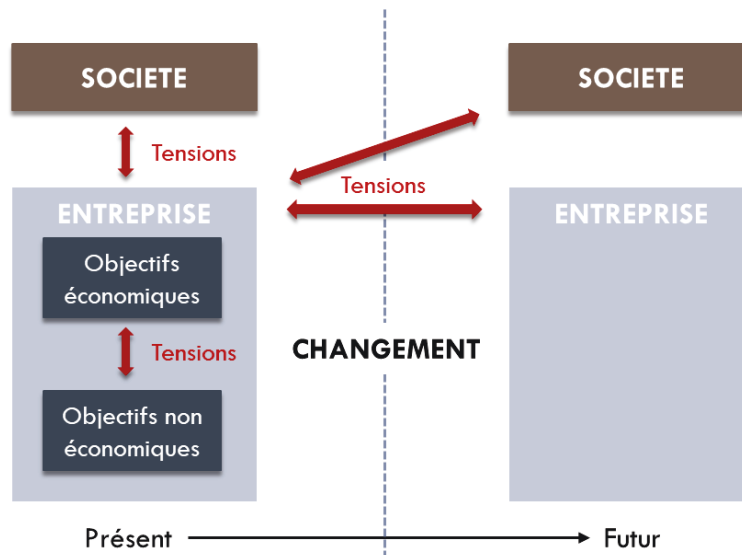 SOCIETE
Tensions
ENTREPRISE
Objectifs
économiques
Tensions
Objectifs non
économiques
Tensions
CHANGEMENT
SOCIETE
ENTREPRISE
Présent
Futur